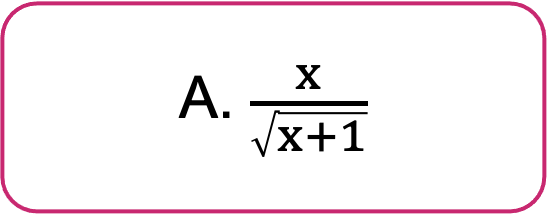 A. x/√(x+1)